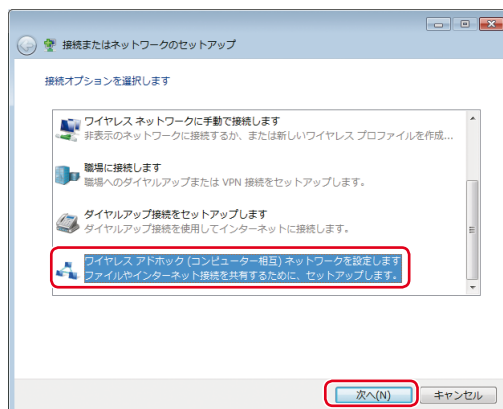 接続またはネットワークのセットアップ
接続オプションを選択します
ワイヤレス ネットワークに手動で接続します
非表示のネットワークに接続するか、または新しいワイヤレス プロファイルを作成...
職場に接続します
職場へのダイヤルアップまたは VPN 接続をセットアップします。
ダイヤルアップ接続をセットアップします
ダイヤルアップ接続を使用してインターネットに接続します。
ワイヤレス アドホック (コンピューター相互) ネットワークを設定します
ファイルやインターネット接続を共有するために、セットアップします。
次へ(N)
キャンセル